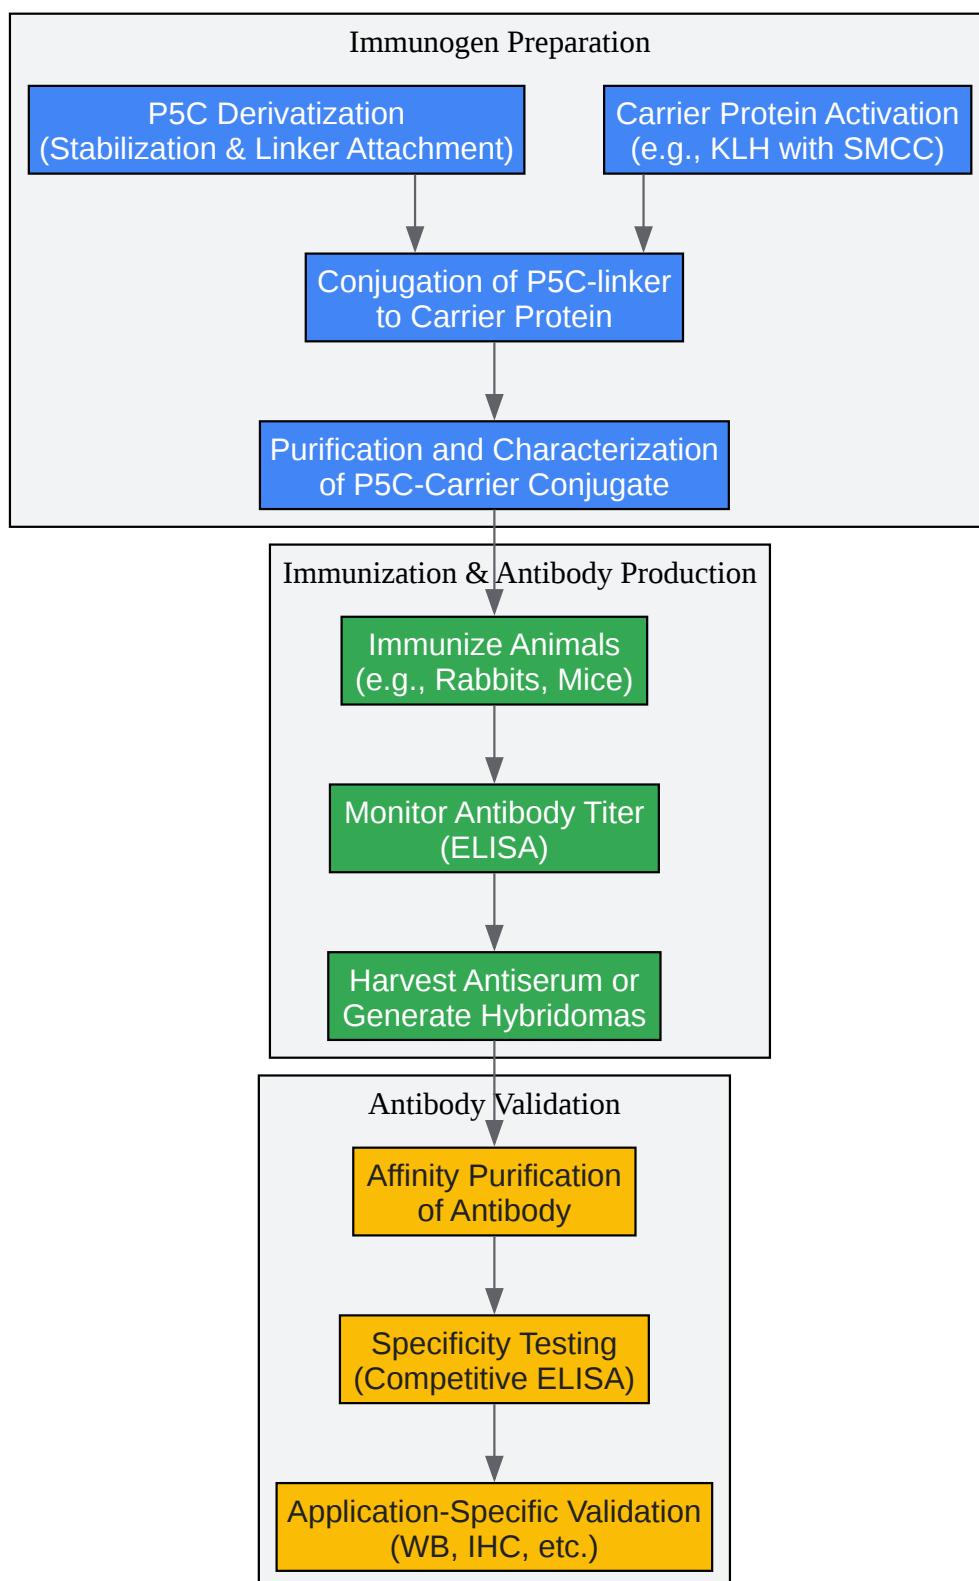 Immunogen Preparation
P5C Derivatization
(Stabilization & Linker Attachment)
Carrier Protein Activation
(e.g., KLH with SMCC)
Conjugation of P5C-linker
to Carrier Protein
Purification and Characterization
of P5C-Carrier Conjugate
Immunization & Antibody Production
Immunize Animals
(e.g., Rabbits, Mice)
Monitor Antibody Titer
(ELISA)
Harvest Antiserum or
Generate Hybridomas
Antibody Validation
Affinity Purification
of Antibody
Specificity Testing
(Competitive ELISA)
Application-Specific Validation
(WB, IHC, etc.)